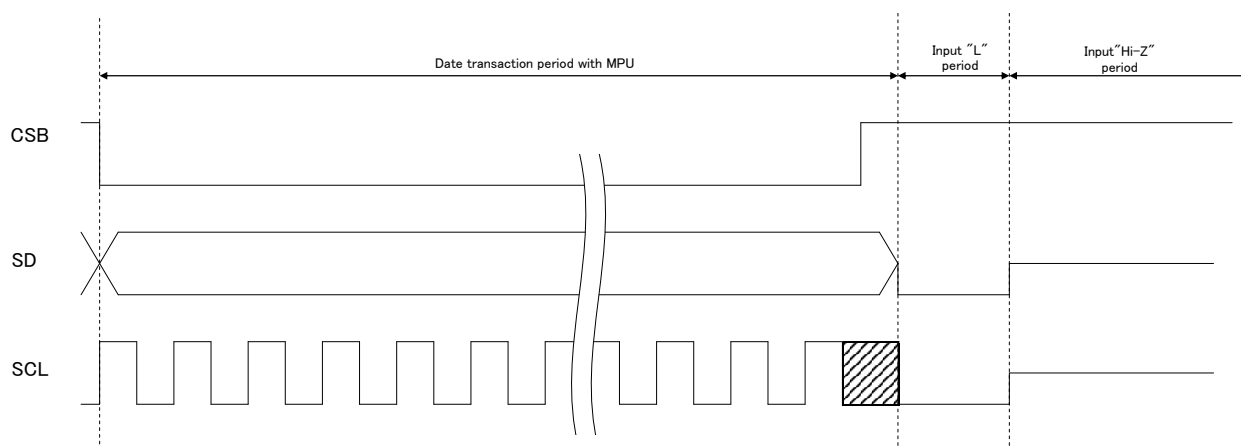 Date transaction period with MPU
Input "L"
period
Input"Hi-Z"
period
CSB
SD
SCL